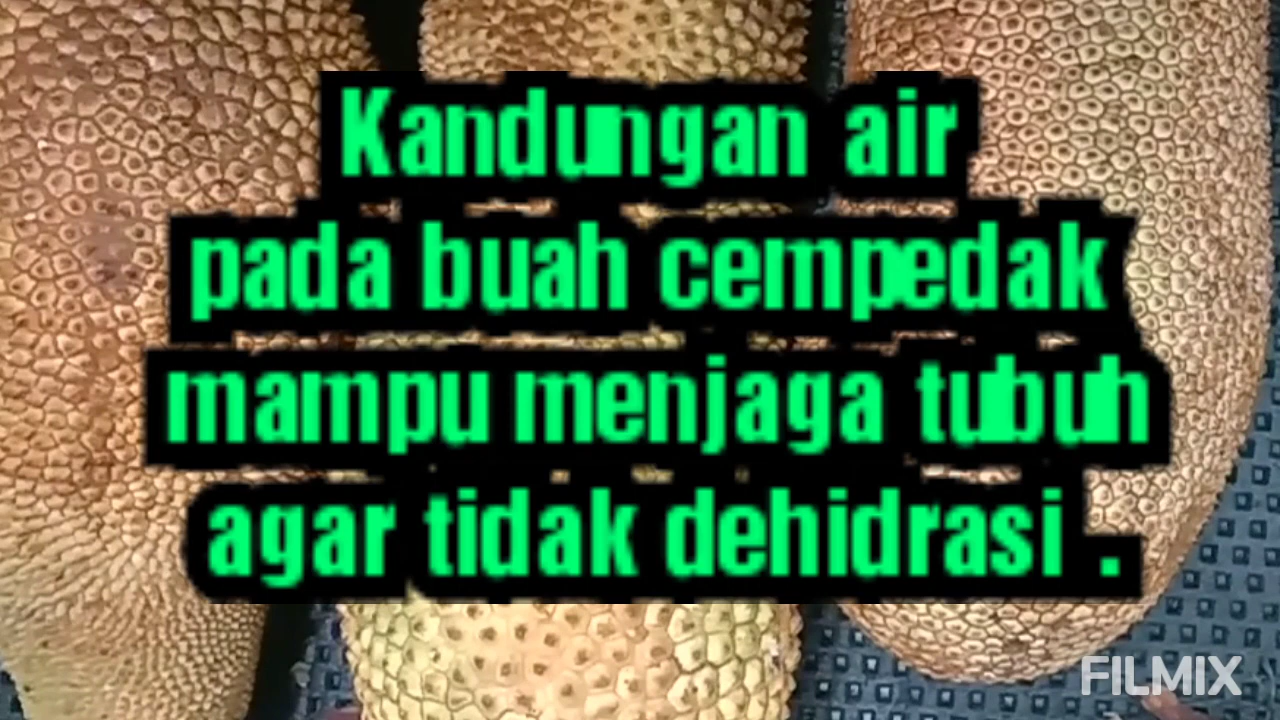 Kandungan air
pada buah cempedak
mampu menjaga tubuh
agar tidak dehidrasi .
FILMIX